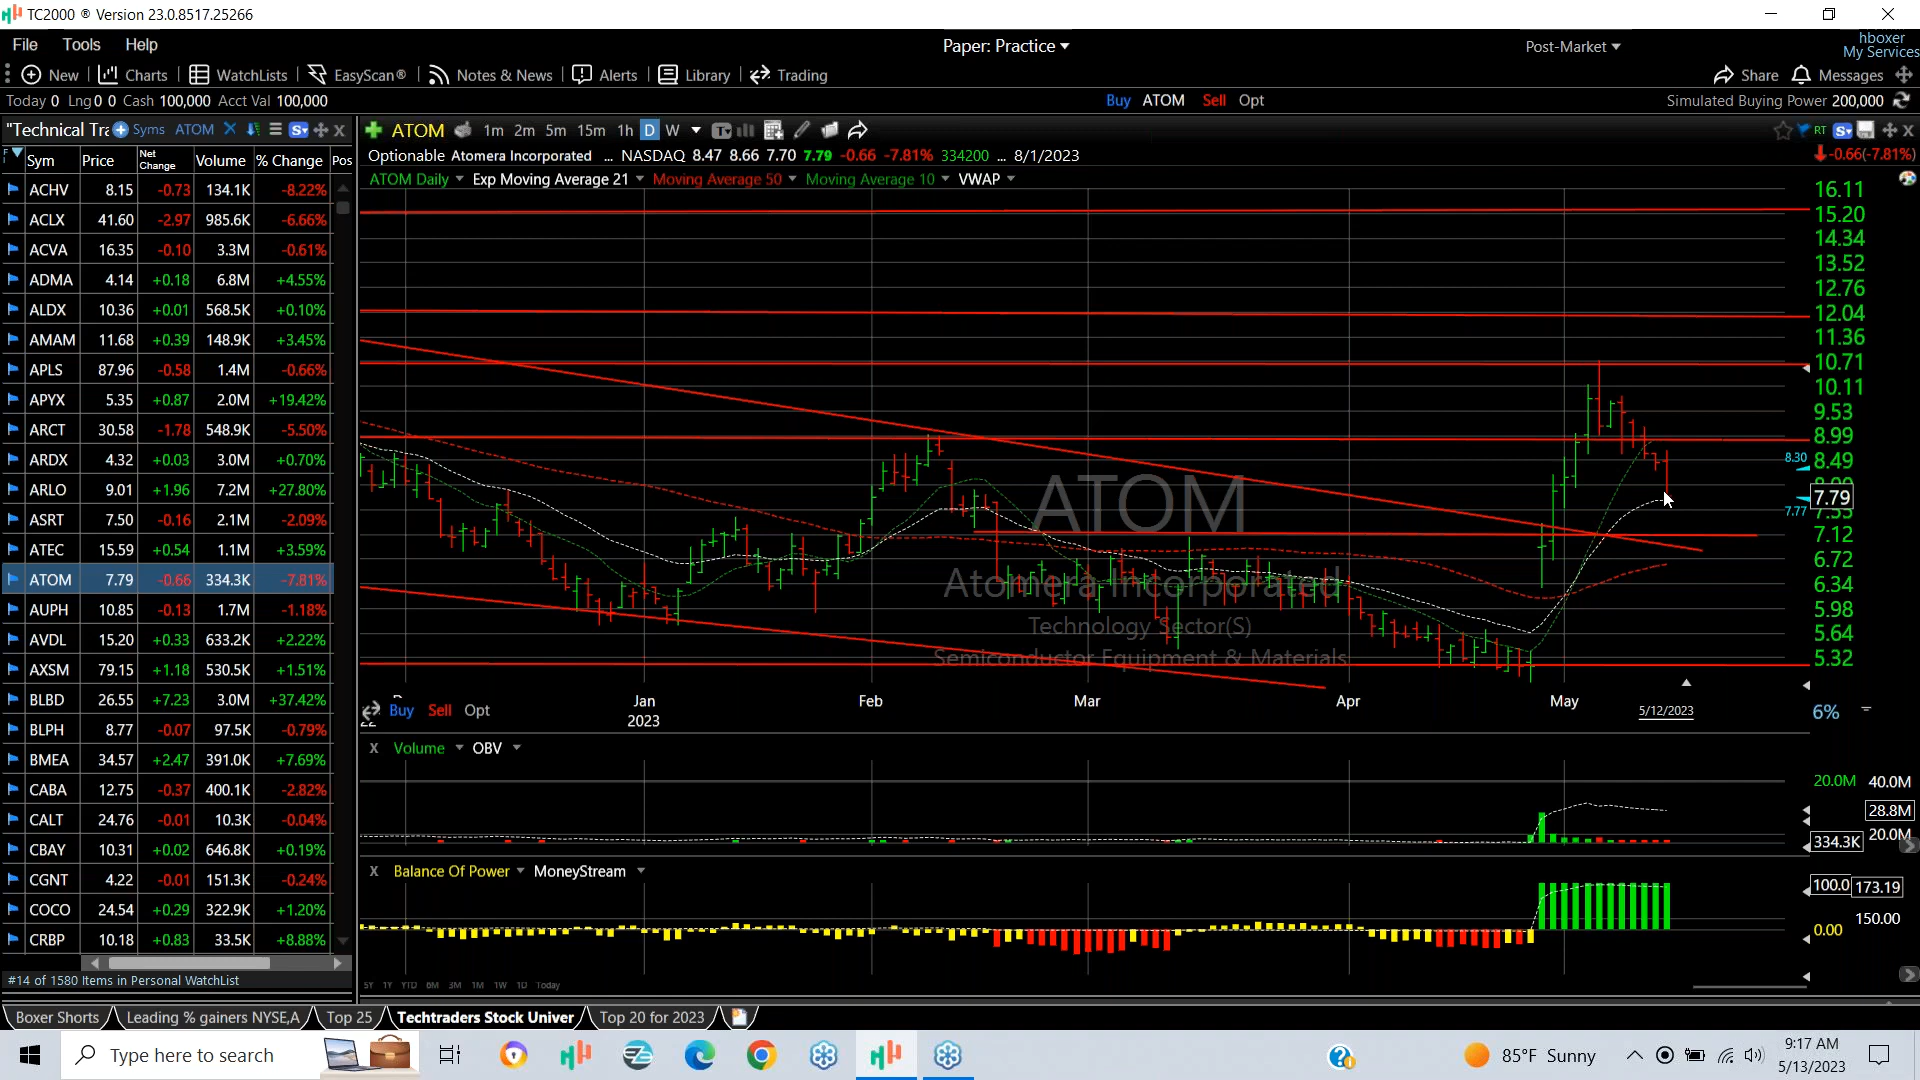 TC2000 ® Version 23.0.8517.25266
File Tools Help
Paper: Practice
Post-Market
hboxer
My Services
New Charts WatchLists EasyScan® Notes & News Alerts Library Trading
Share Messages
Today 0 Lng 0 0 Cash 100,000 Acct Val 100,000
Buy ATOM Sell Opt
Simulated Buying Power 200,000
"Technical Tra Syms ATOM
ATOM 1m 2m 5m 15m 1h D W
RT
Sym Price Net Change Volume % Change Pos
Optionable Atomera Incorporated ... NASDAQ 8.47 8.66 7.70 7.79 -0.66 -7.81% 334200 ... 8/1/2023
-0.66(-7.81%)
ATOM Daily Exp Moving Average 21 Moving Average 50 Moving Average 10 VWAP
ACHV 8.15 -0.73 134.1K -8.22%
ACLX 41.60 -2.97 985.6K -6.66%
ACVA 16.35 -0.10 3.3M -0.61%
ADMA 4.14 +0.18 6.8M +4.55%
ALDX 10.36 +0.01 568.5K +0.10%
AMAM 11.68 +0.39 148.9K +3.45%
APLS 87.96 -0.58 1.4M -0.66%
APYX 5.35 +0.87 2.0M +19.42%
ARCT 30.58 -1.78 548.9K -5.50%
ARDX 4.32 +0.03 3.0M +0.70%
ARLO 9.01 +1.96 7.2M +27.80%
ASRT 7.50 -0.16 2.1M -2.09%
ATEC 15.59 +0.54 1.1M +3.59%
ATOM 7.79 -0.66 334.3K -7.81%
AUPH 10.85 -0.13 1.7M -1.18%
AVDL 15.20 +0.33 633.2K +2.22%
AXSM 79.15 +1.18 530.5K +1.51%
BLBD 26.55 +7.23 3.0M +37.42%
BLPH 8.77 -0.07 97.5K -0.79%
BMEA 34.57 +2.47 391.0K +7.69%
CABA 12.75 -0.37 400.1K -2.82%
CALT 24.76 -0.01 10.3K -0.04%
CBAY 10.31 +0.02 646.8K +0.19%
CGNT 4.22 -0.01 151.3K -0.24%
COCO 24.54 +0.29 322.9K +1.20%
CRBP 10.18 +0.83 33.5K +8.88%
#14 of 1580 Items in Personal WatchList
16.11
15.20
14.34
13.52
12.76
12.04
11.36
10.71
10.11
9.53
8.99
8.30 8.49
7.79
7.77
7.12
6.72
6.34
5.98
5.64
5.32
ATOM
Atomera Incorporated
Technology Sector(S)
Semiconductor Equipment & Materials
Jan Feb Mar Apr May
2023
5/12/2023
6%
Buy Sell Opt
X Volume OBV
20.0M 40.0M
28.8M
334.3K 20.0M
X Balance Of Power MoneyStream
100.0 173.19
150.00
0.00
5Y 1Y YTD 6M 3M 1M 1W 1D Today
Boxer Shorts Leading % gainers NYSE,A Top 25 Techtraders Stock Univer Top 20 for 2023
Type here to search
85°F Sunny
9:17 AM
5/13/2023